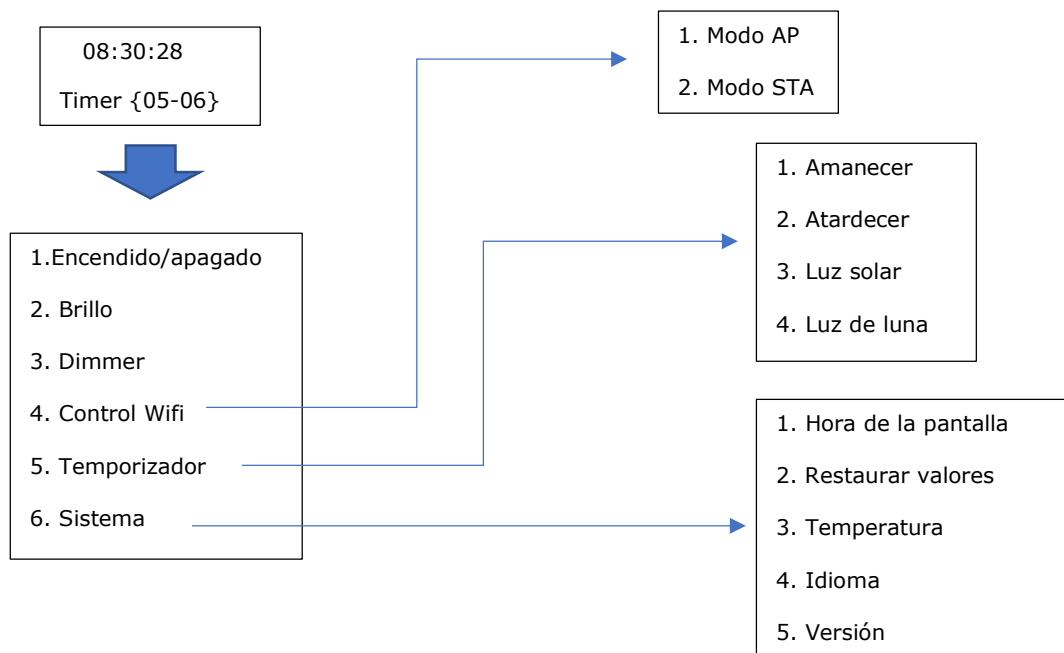 08:30:28
Timer {05-06}
1.Encendido/apagado
2. Brillo
3. Dimmer
4. Control Wifi
5. Temporizador
6. Sistema
1. Modo AP
2. Modo STA
1. Amanecer
2. Atardecer
3. Luz solar
4. Luz de luna
1. Hora de la pantalla
2. Restaurar valores
3. Temperatura
4. Idioma
5. Versión